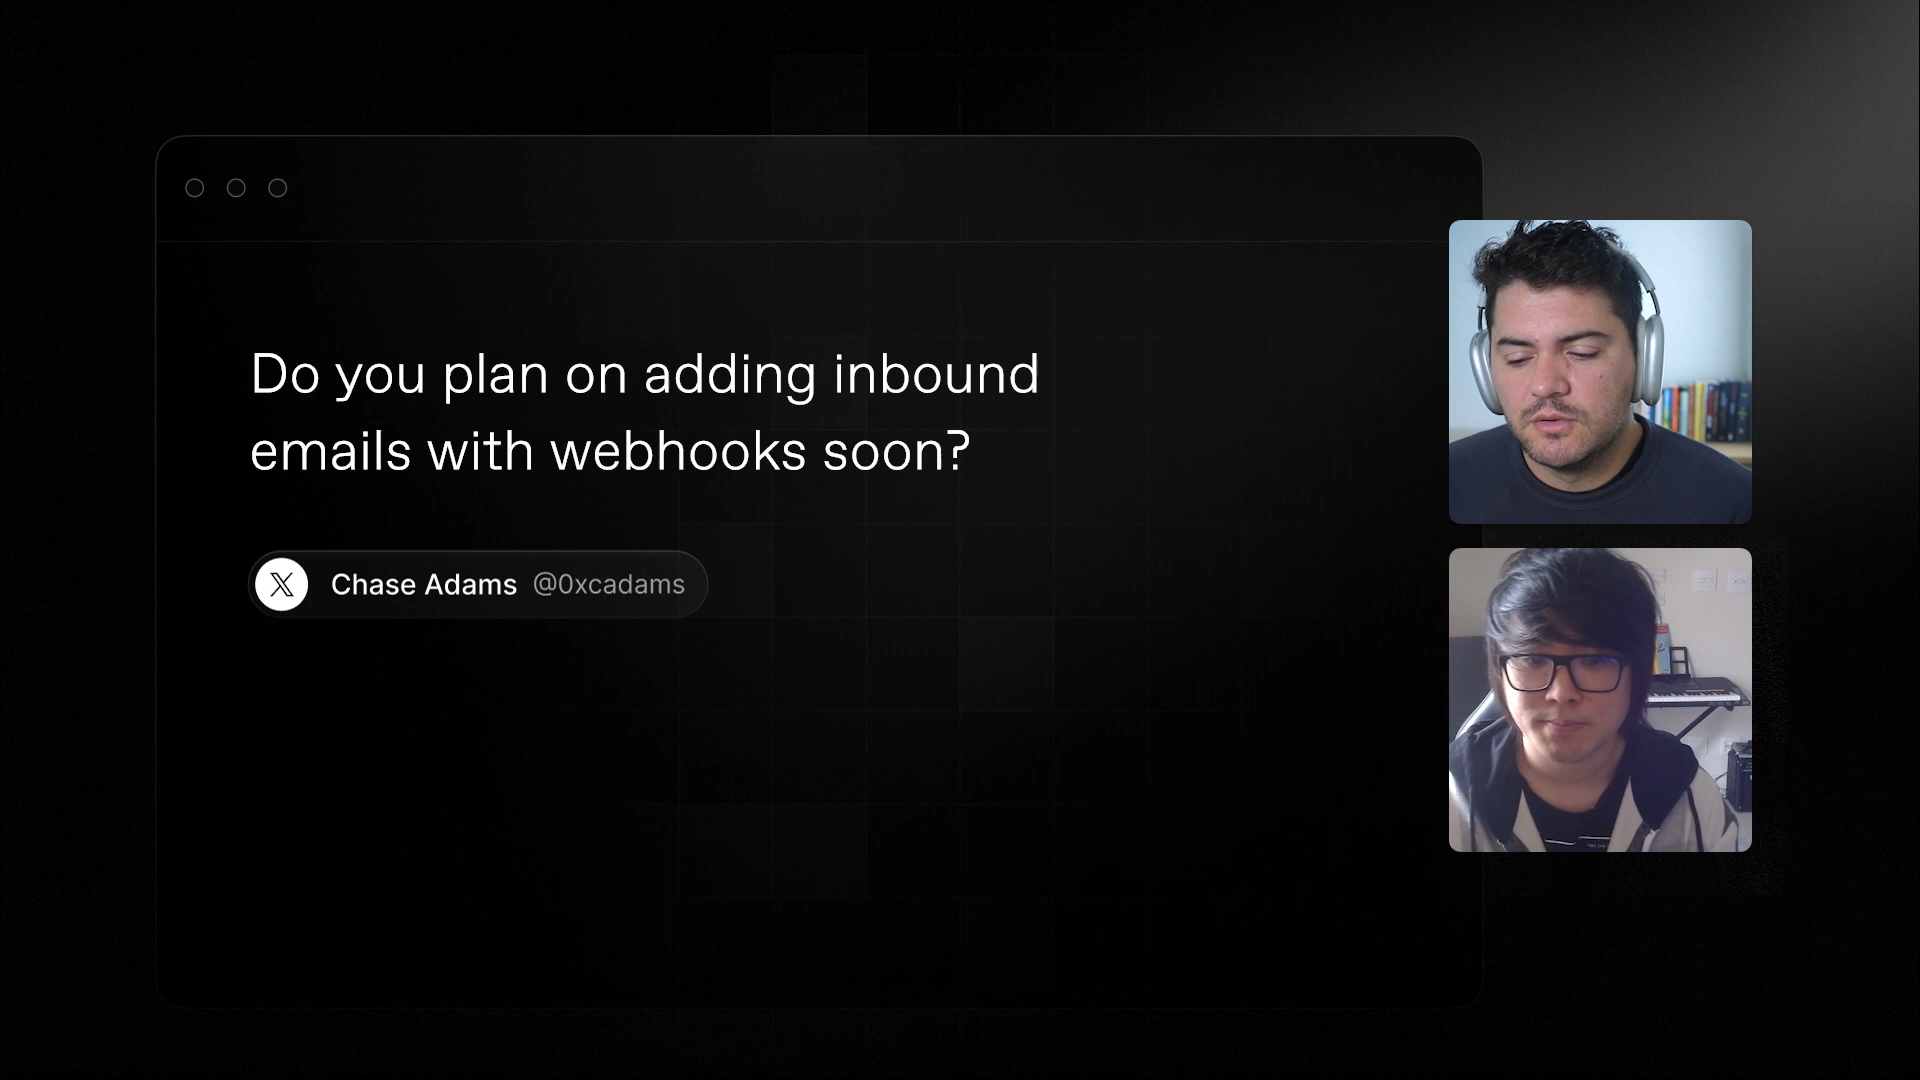 Do you plan on adding inbound
emails with webhooks soon?
Chase Adams @0xcadams